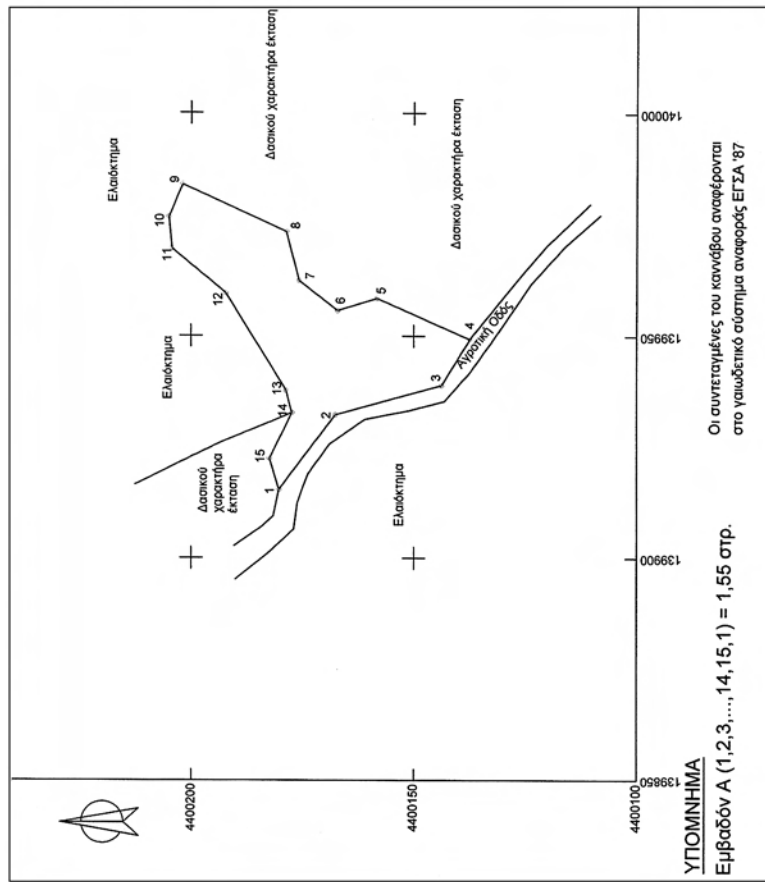 Ελαιόκτημα
Δασικού χαρακτήρα έκταση
Ελαιόκτημα
Δασικού
χαρακτήρα
έκταση
Δασικού χαρακτήρα έκταση
Ελαιόκτημα
Αγροτική Οδός
1
2
3
4
5
6
7
8
9
10
11
12
13
14
15
4400200
4400150
4400100
139850
139900
139950
140000
ΥΠΟΜΝΗΜΑ
Εμβαδόν Α (1,2,3,...,14,15,1) = 1,55 στρ.
Οι συντεταγμένες του καννάβου αναφέρονται
στο γαιωδετικό σύστημα αναφοράς ΕΓΣΑ '87